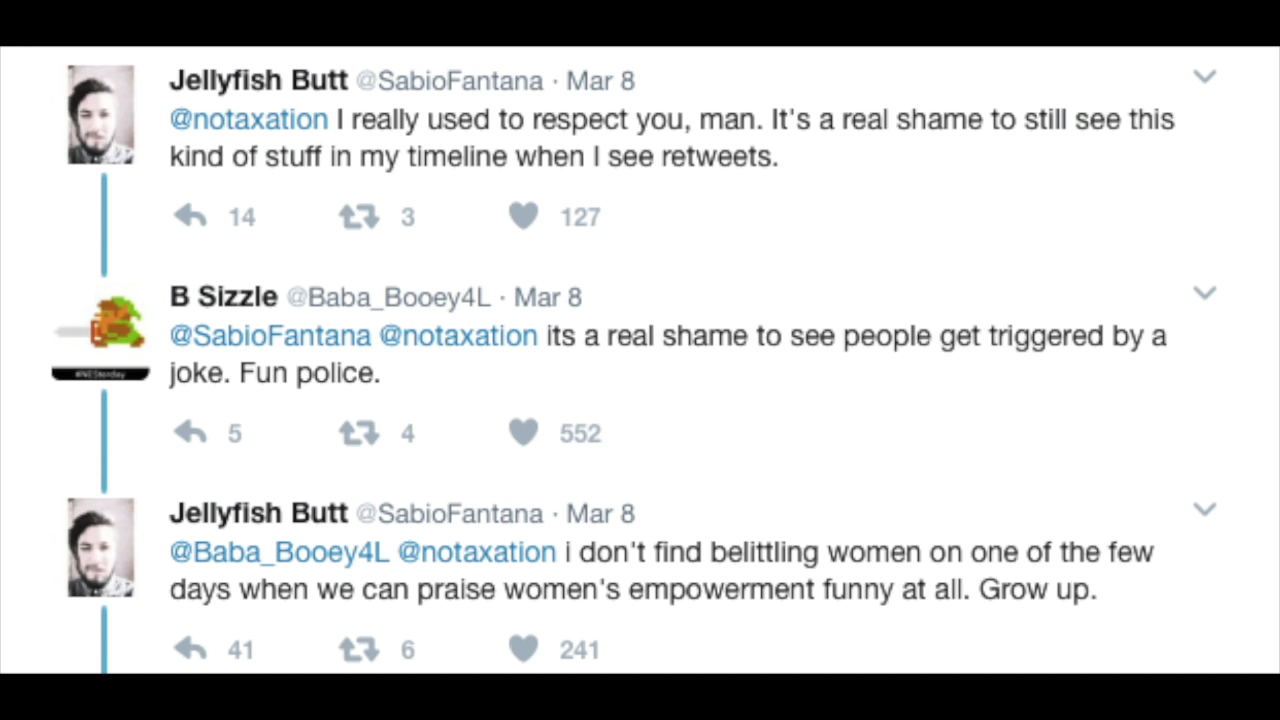 Jellyfish Butt @SabioFantana · Mar 8
@notaxation I really used to respect you, man. It's a real shame to still see this
kind of stuff in my timeline when I see retweets.
14 3 127
B Sizzle @Baba_Booey4L · Mar 8
@SabioFantana @notaxation its a real shame to see people get triggered by a
joke. Fun police.
#NESterday
5 4 552
Jellyfish Butt @SabioFantana · Mar 8
@Baba_Booey4L @notaxation i don't find belittling women on one of the few
days when we can praise women's empowerment funny at all. Grow up.
41 6 241